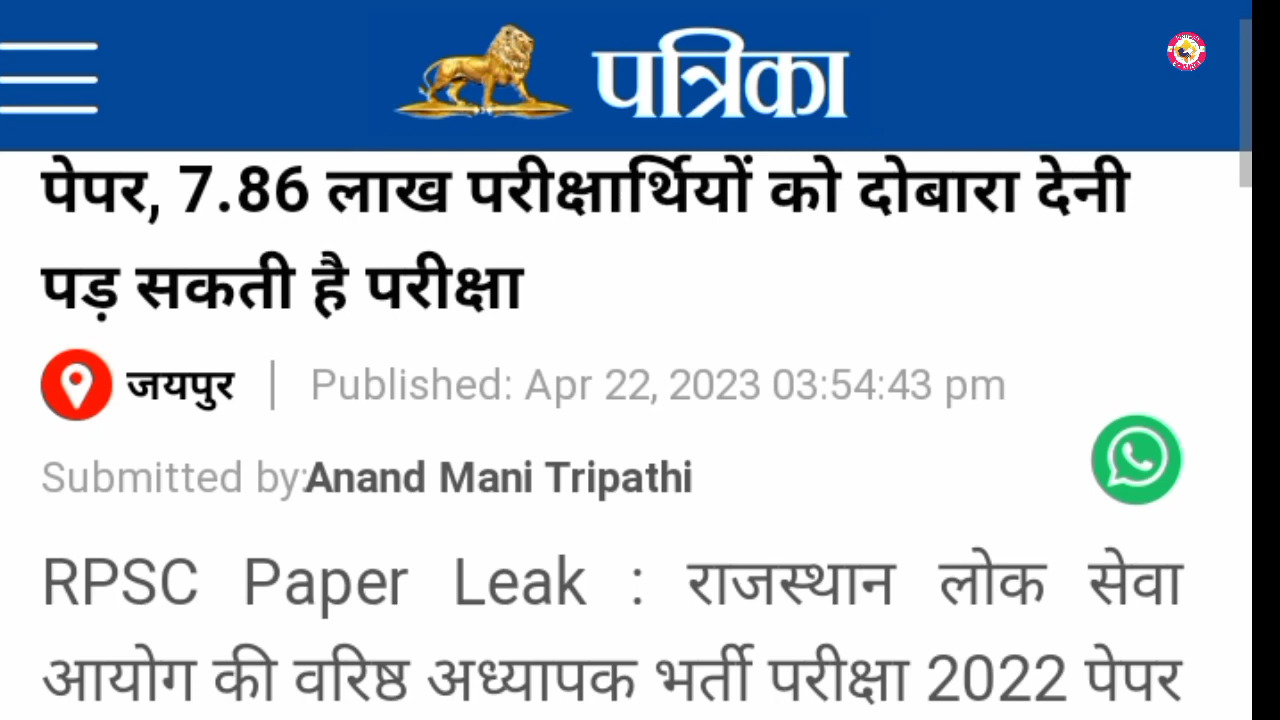 पत्रिका
पेपर, 7.86 लाख परीक्षार्थियों को दोबारा देनी
पड़ सकती है परीक्षा
जयपुर | Published: Apr 22, 2023 03:54:43 pm
Submitted by:Anand Mani Tripathi
RPSC Paper Leak : राजस्थान लोक सेवा
आयोग की वरिष्ठ अध्यापक भर्ती परीक्षा 2022 पेपर